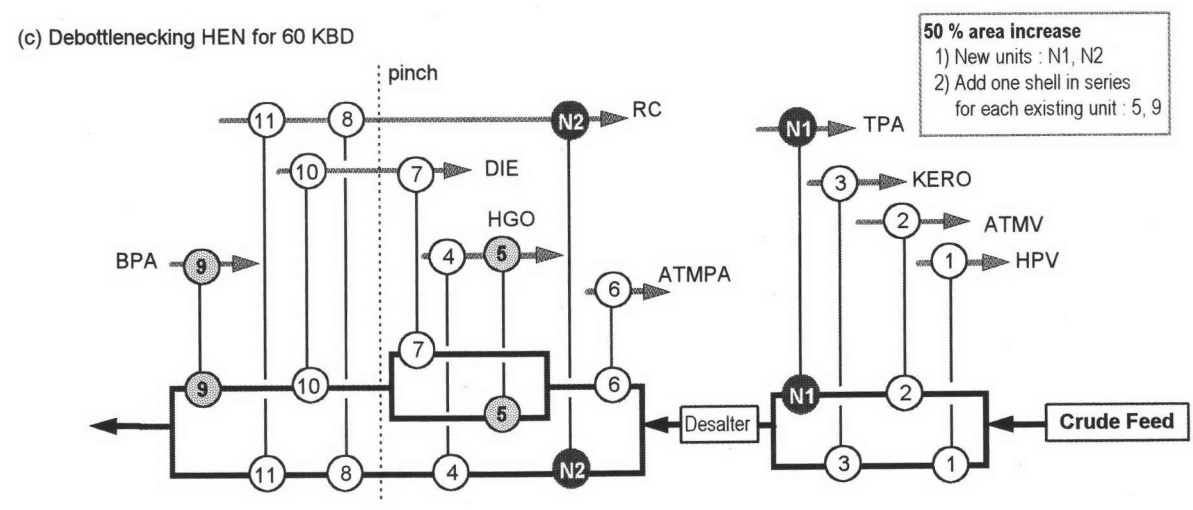 (c) Debottlenecking HEN for 60 KBD
50 % area increase
1) New units : N1, N2
2) Add one shell in series
for each existing unit : 5, 9
pinch
11 8 N2 RC
N1 TPA
10 7 DIE
3 KERO
2 ATMV
HGO
BPA 9 4 5
1 HPV
6 ATMPA
7
9 10 6
N1 2
5
Desalter
Crude Feed
11 8 4 N2
3 1